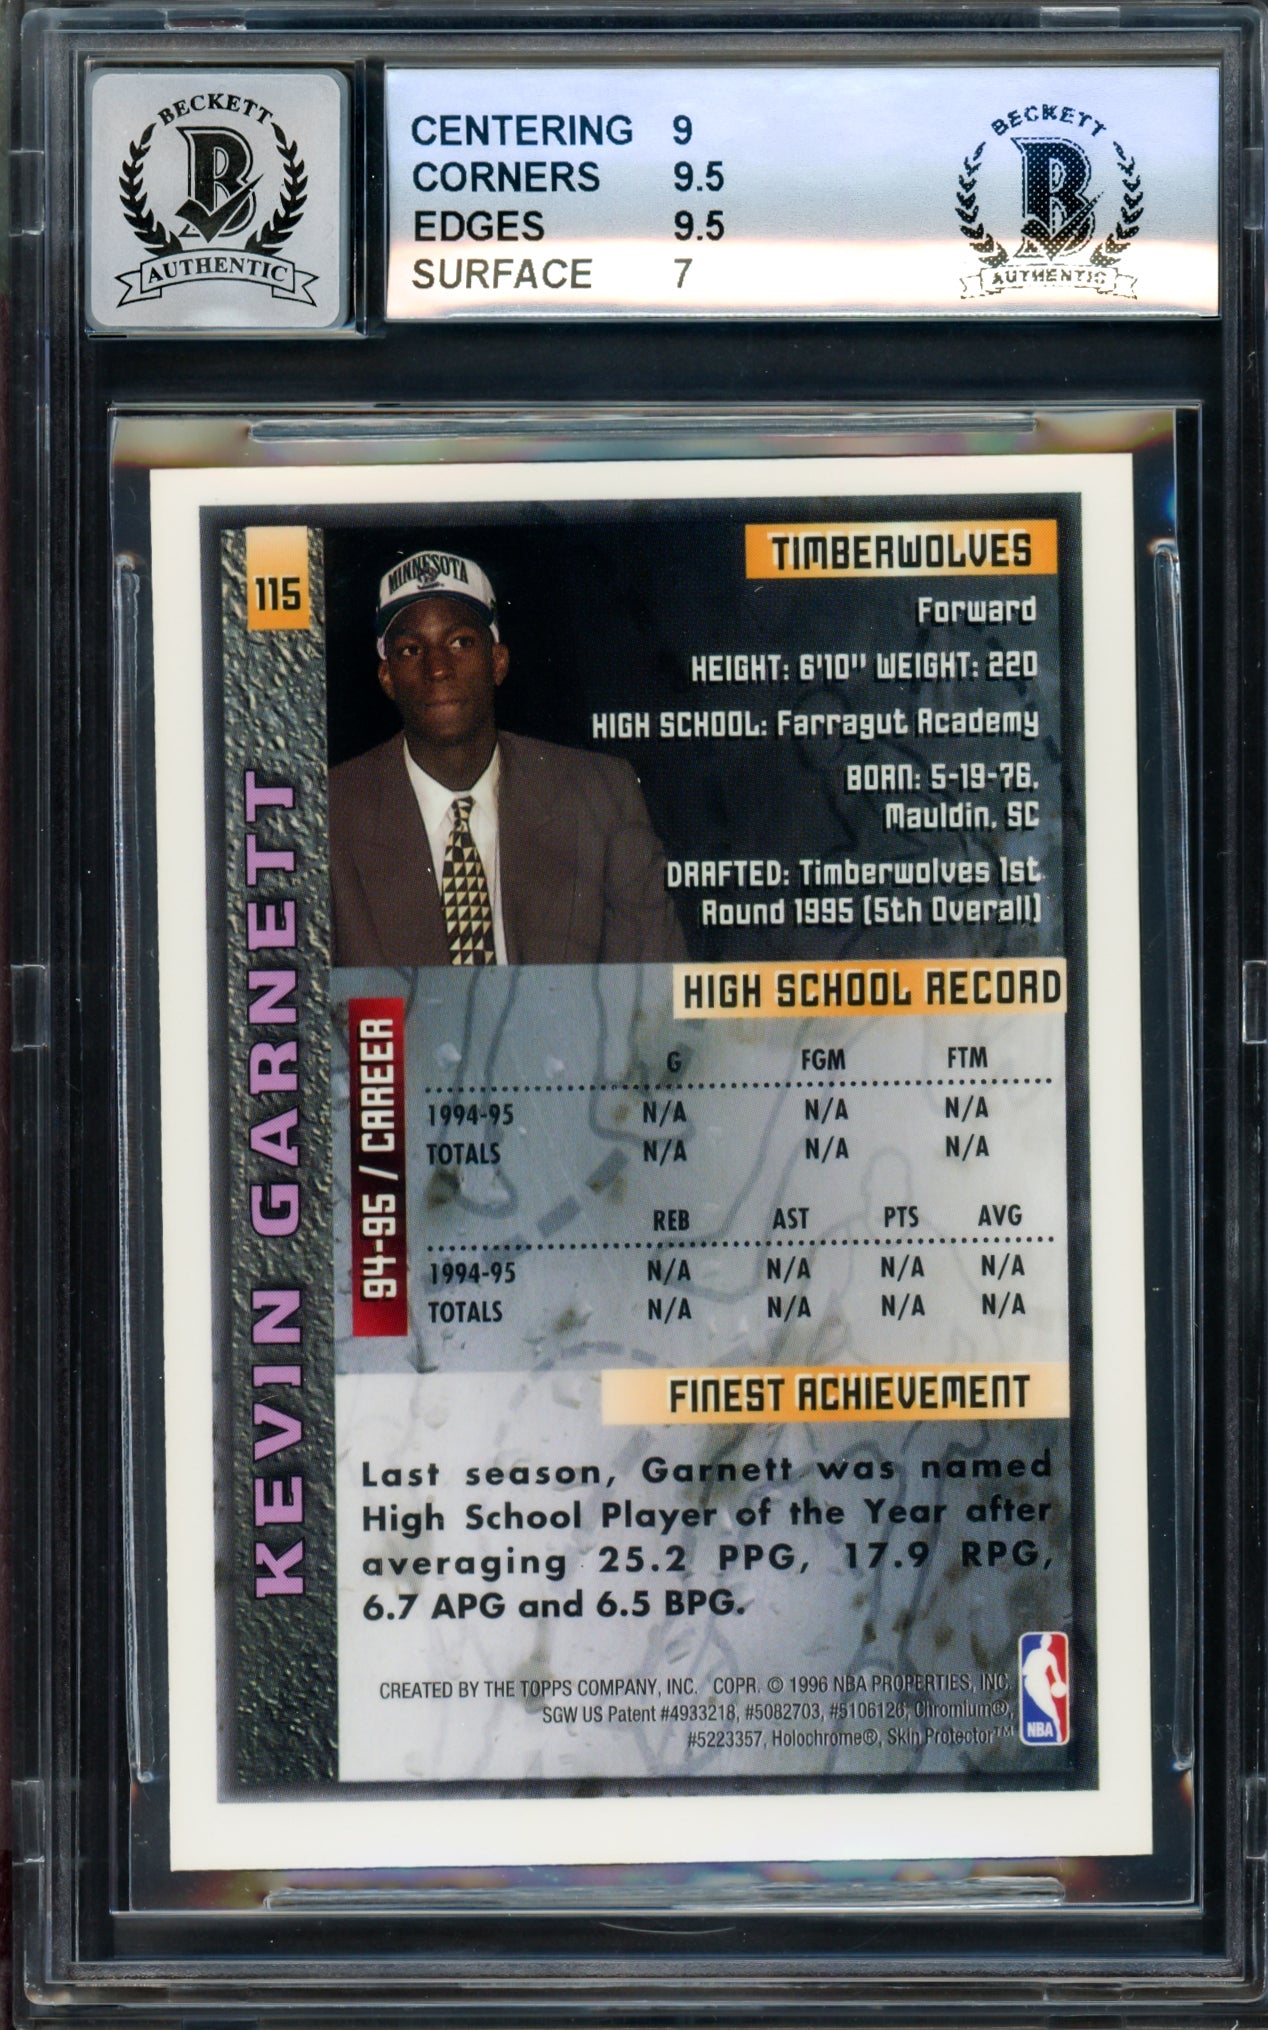 BECKETT
AUTHENTIC
CENTERING 9
CORNERS 9.5
EDGES 9.5
SURFACE 7
BECKETT
AUTHENTIC
115
MINNESOTA
TIMBERWOLVES
Forward
HEIGHT: 6'10" WEIGHT: 220
HIGH SCHOOL: Farragut Academy
BORN: 5-19-76,
Mauldin, SC
DRAFTED: Timberwolves 1st
Round 1995 (5th Overall)
KEVIN GARNETT
HIGH SCHOOL RECORD
94-95 / CAREER
G FGM FTM
1994-95 N/A N/A N/A
TOTALS N/A N/A N/A
REB AST PTS AVG
1994-95 N/A N/A N/A N/A
TOTALS N/A N/A N/A N/A
FINEST ACHIEVEMENT
Last season, Garnett was named
High School Player of the Year after
averaging 25.2 PPG, 17.9 RPG,
6.7 APG and 6.5 BPG.
CREATED BY THE TOPPS COMPANY, INC. COPR. © 1996 NBA PROPERTIES, INC.
SGW US Patent #4933218, #5082703, #5106126, Chromium®,
#5223357, Holochrome®, Skin Protector™
NBA